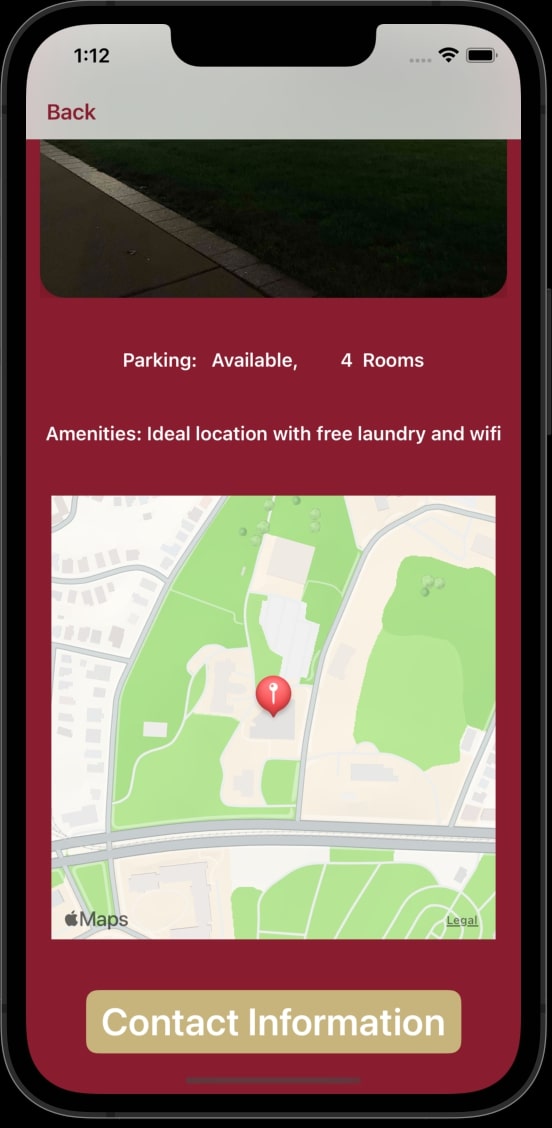 1:12
Back
Parking: Available, 4 Rooms
Amenities: Ideal location with free laundry and wifi
Maps
Legal
Contact Information